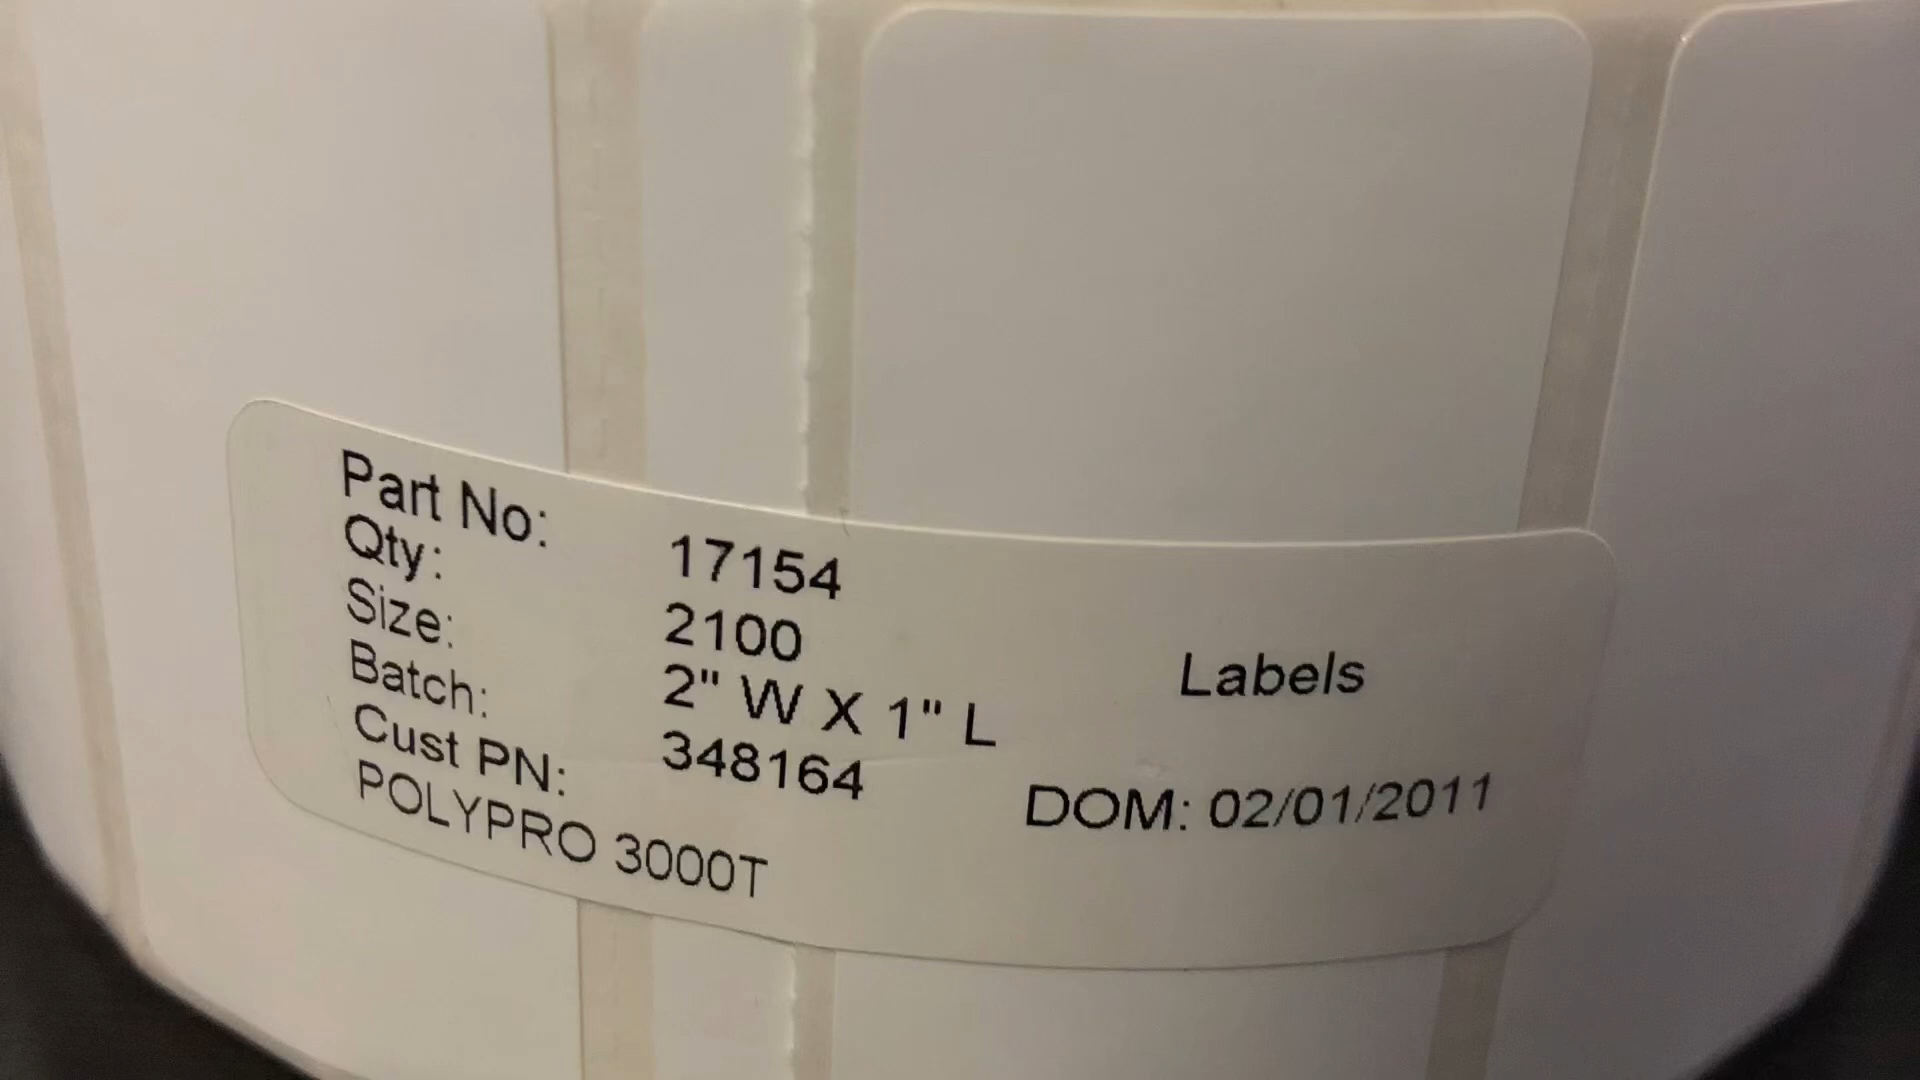 Part No: 17154
Qty: 2100 Labels
Size: 2" W X 1" L
Batch: 348164 DOM: 02/01/2011
Cust PN:
POLYPRO 3000T